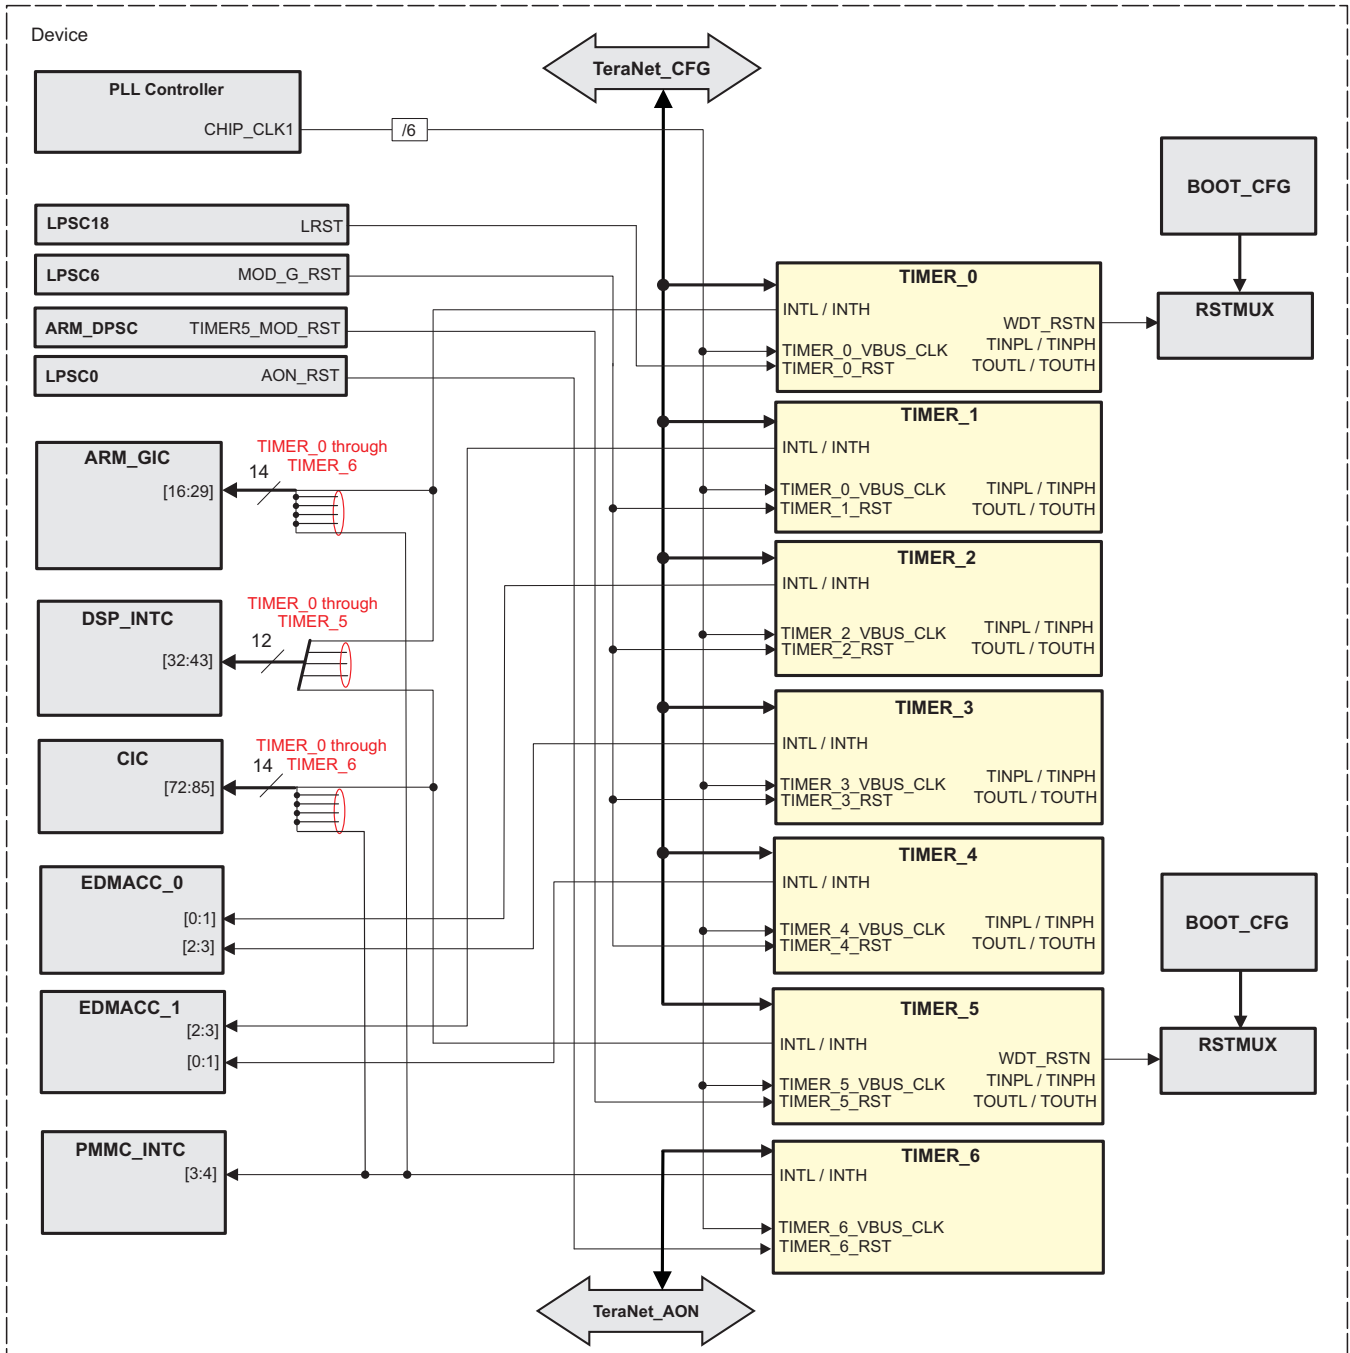 Device
TeraNet_CFG
PLL Controller
CHIP_CLK1
/6
BOOT_CFG
LPSC18 LRST
LPSC6 MOD_G_RST
ARM_DPSC TIMER5_MOD_RST
LPSC0 AON_RST
TIMER_0
INTL / INTH
WDT_RSTN
TINPL / TINPH
TIMER_0_VBUS_CLK
TOUTL / TOUTH
TIMER_0_RST
RSTMUX
ARM_GIC
[16:29]
14
TIMER_0 through
TIMER_6
TIMER_1
INTL / INTH
TIMER_0_VBUS_CLK
TINPL / TINPH
TIMER_1_RST
TOUTL / TOUTH
DSP_INTC
[32:43]
12
TIMER_0 through
TIMER_5
TIMER_2
INTL / INTH
TIMER_2_VBUS_CLK
TINPL / TINPH
TIMER_2_RST
TOUTL / TOUTH
CIC
[72:85]
14
TIMER_0 through
TIMER_6
TIMER_3
INTL / INTH
TIMER_3_VBUS_CLK
TINPL / TINPH
TIMER_3_RST
TOUTL / TOUTH
EDMACC_0
[0:1]
[2:3]
TIMER_4
INTL / INTH
TIMER_4_VBUS_CLK
TINPL / TINPH
TIMER_4_RST
TOUTL / TOUTH
BOOT_CFG
EDMACC_1
[2:3]
[0:1]
TIMER_5
INTL / INTH
WDT_RSTN
TIMER_5_VBUS_CLK
TINPL / TINPH
TIMER_5_RST
TOUTL / TOUTH
RSTMUX
PMMC_INTC
[3:4]
TIMER_6
INTL / INTH
TIMER_6_VBUS_CLK
TIMER_6_RST
TeraNet_AON